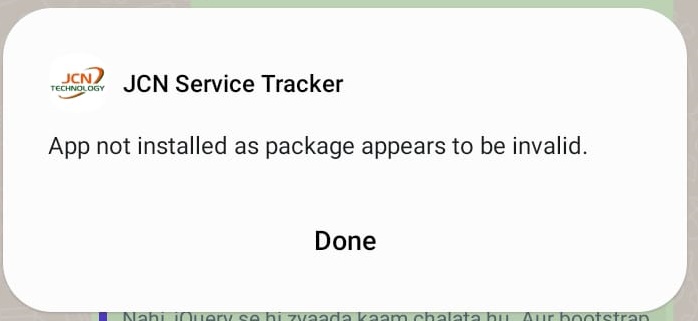 JCN
TECHNOLOGY
JCN Service Tracker
App not installed as package appears to be invalid.
Done
Nahi, jQuery se hi zyaada kaam chalata hu. Aur bootstrap